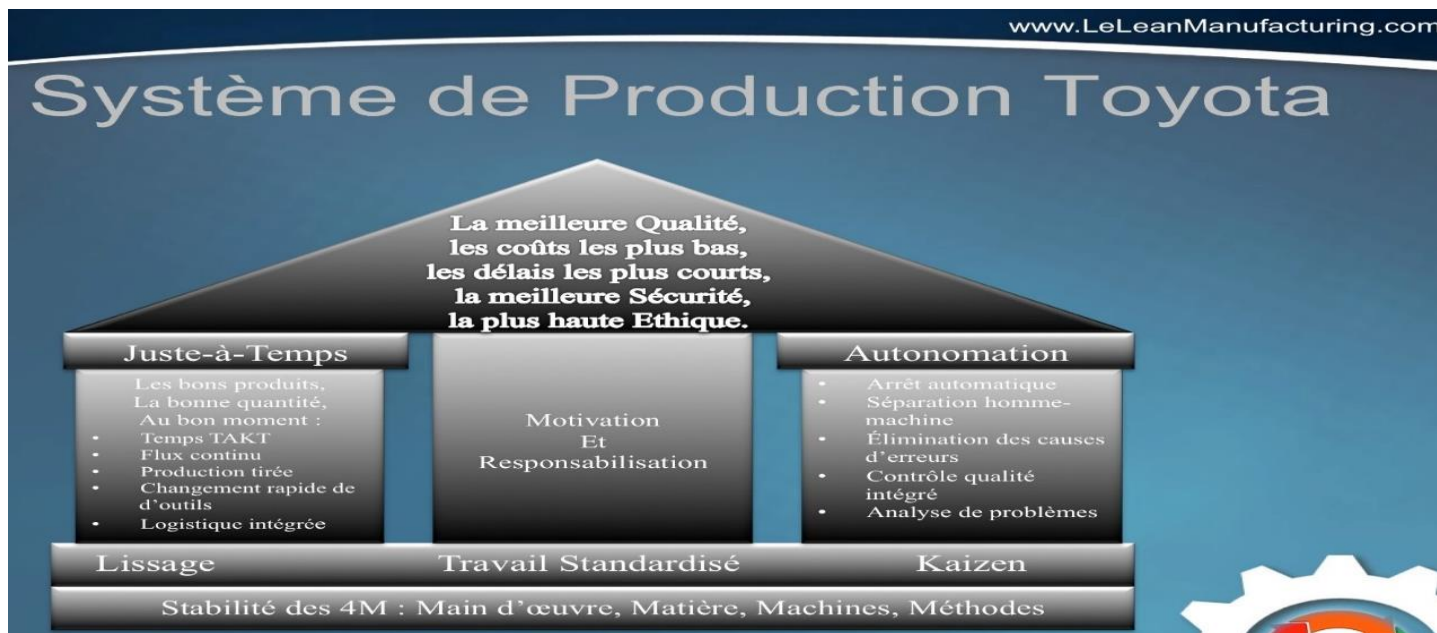 www.LeLeanManufacturing.com
Système de Production Toyota
La meilleure Qualité,
les coûts les plus bas,
les délais les plus courts,
la meilleure Sécurité,
la plus haute Ethique.
Juste-à-Temps
Les bons produits,
La bonne quantité,
Au bon moment :
• Temps TAKT
• Flux continu
• Production tirée
• Changement rapide de
d’outils
• Logistique intégrée
Motivation
Et
Responsabilisation
Autonomation
• Arrêt automatique
• Séparation homme-
machine
• Élimination des causes
d’erreurs
• Contrôle qualité
intégré
• Analyse de problèmes
Lissage Travail Standardisé Kaizen
Stabilité des 4M : Main d’œuvre, Matière, Machines, Méthodes